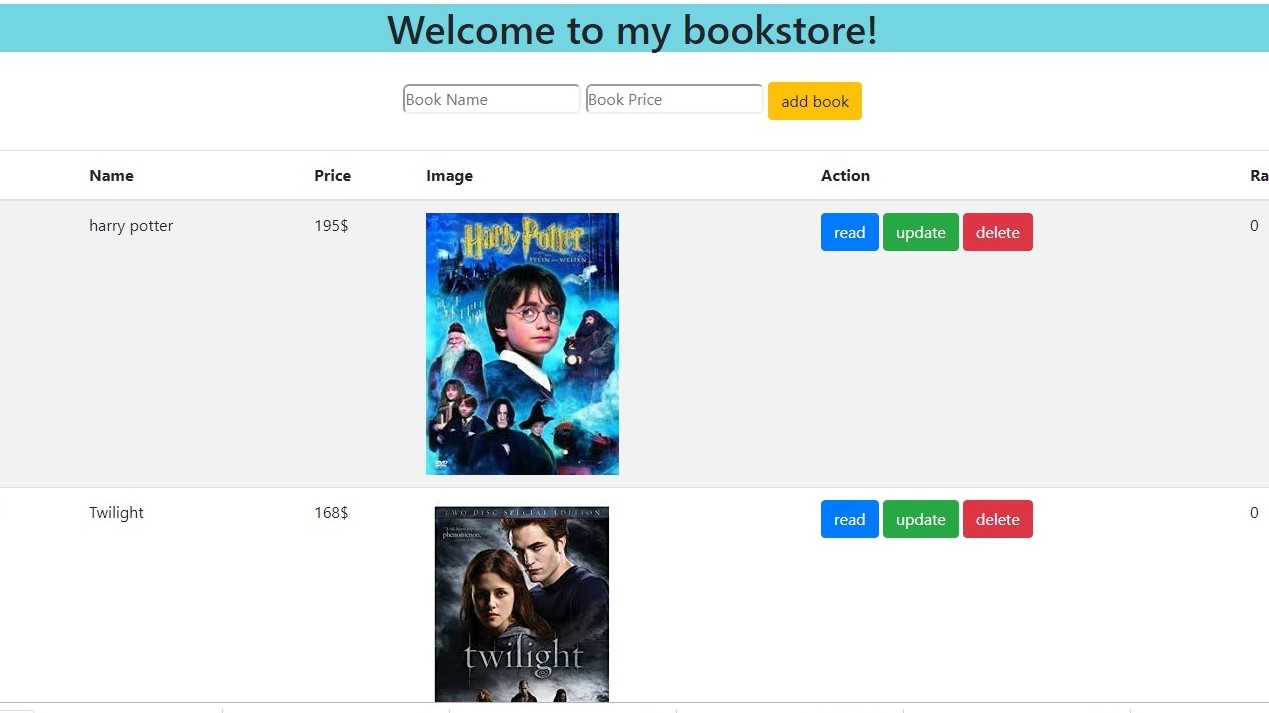 Welcome to my bookstore!
Book Name Book Price add book
Name Price Image Action Ra
harry potter 195$ read update delete 0
Harry Potter
STEIN DER WEISEN
DVD
Twilight 168$ read update delete 0
TWO-DISC SPECIAL EDITION
phenomenon.
twilight